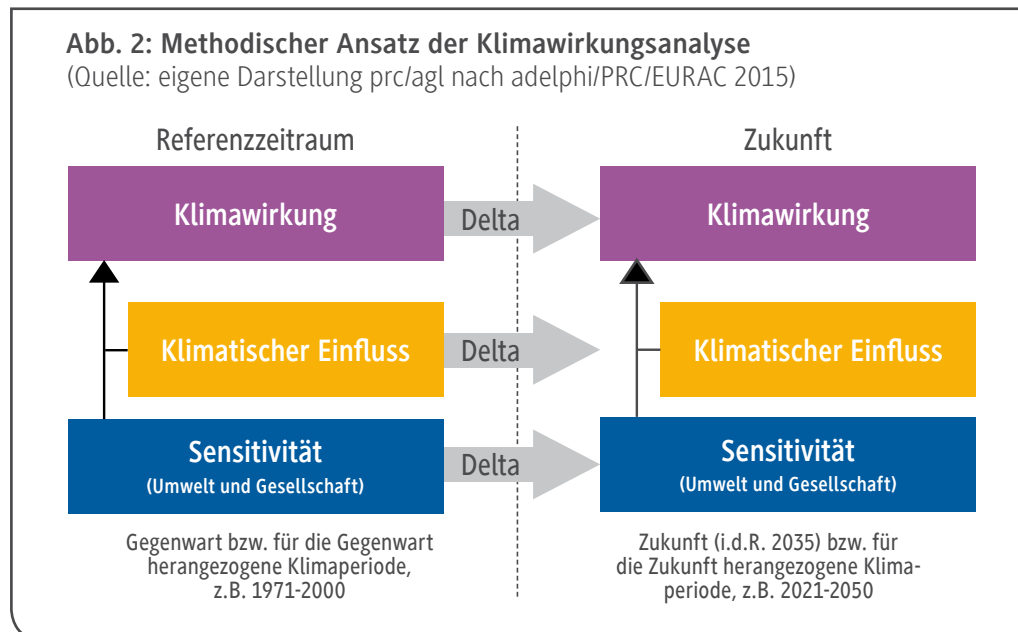 Abb. 2: Methodischer Ansatz der Klimawirkungsanalyse
(Quelle: eigene Darstellung prc/agl nach adelphi/PRC/EURAC 2015)
Referenzzeitraum
Zukunft
Klimawirkung
Delta
Klimawirkung
Klimatischer Einfluss
Delta
Klimatischer Einfluss
Sensitivität
(Umwelt und Gesellschaft)
Delta
Sensitivität
(Umwelt und Gesellschaft)
Gegenwart bzw. für die Gegenwart
herangezogene Klimaperiode,
z.B. 1971-2000
Zukunft (i.d.R. 2035) bzw. für
die Zukunft herangezogene Klima-
periode, z.B. 2021-2050